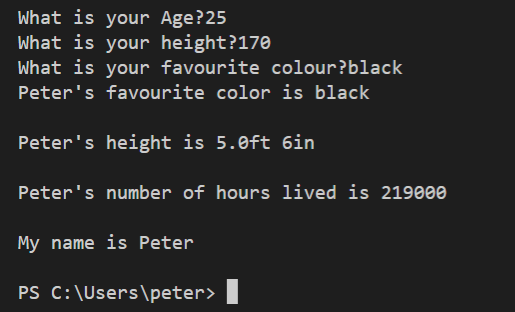 What is your Age?25
What is your height?170
What is your favourite colour?black
Peter's favourite color is black
Peter's height is 5.0ft 6in
Peter's number of hours lived is 219000
My name is Peter
PS C:\Users\peter>